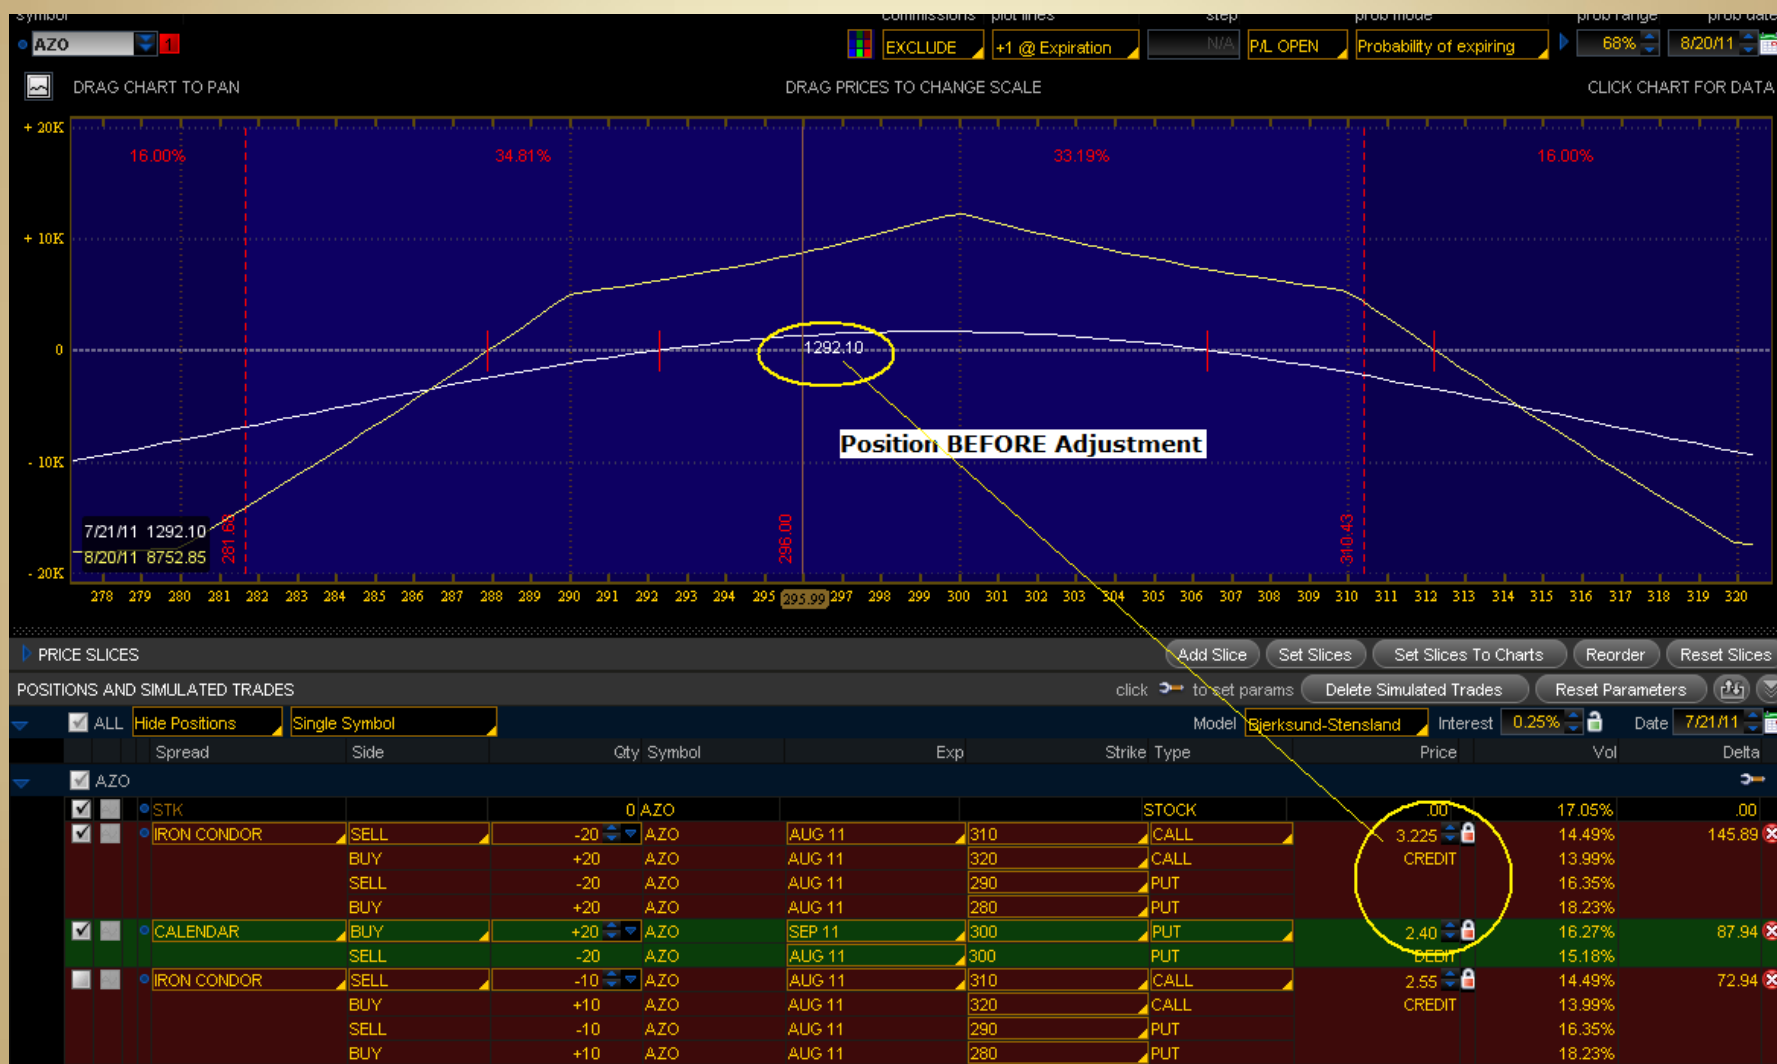 symbol commissions plot lines step prob mode prob range prob date
AZO 1 EXCLUDE +1 @ Expiration N/A P/L OPEN Probability of expiring 68% 8/20/11
DRAG CHART TO PAN DRAG PRICES TO CHANGE SCALE CLICK CHART FOR DATA
+ 20K
16.00% 34.81% 33.19% 16.00%
+ 10K
0
1292.10
Position BEFORE Adjustment
- 10K
7/21/11 1292.10
8/20/11 8752.85
281.68 296.00 310.43
- 20K
278 279 280 281 282 283 284 285 286 287 288 289 290 291 292 293 294 295 295.99 297 298 299 300 301 302 303 304 305 306 307 308 309 310 311 312 313 314 315 316 317 318 319 320
PRICE SLICES Add Slice Set Slices Set Slices To Charts Reorder Reset Slices
POSITIONS AND SIMULATED TRADES click to set params Delete Simulated Trades Reset Parameters
ALL Hide Positions Single Symbol Model Bjerksund-Stensland Interest 0.25% Date 7/21/11
Spread Side Qty Symbol Exp Strike Type Price Vol Delta
AZO
STK 0 AZO STOCK .00 17.05% .00
IRON CONDOR SELL -20 AZO AUG 11 310 CALL 3.225 14.49% 145.89
BUY +20 AZO AUG 11 320 CALL CREDIT 13.99%
SELL -20 AZO AUG 11 290 PUT 16.35%
BUY +20 AZO AUG 11 280 PUT 18.23%
CALENDAR BUY +20 AZO SEP 11 300 PUT 2.40 16.27% 87.94
SELL -20 AZO AUG 11 300 PUT DEBIT 15.18%
IRON CONDOR SELL -10 AZO AUG 11 310 CALL 2.55 14.49% 72.94
BUY +10 AZO AUG 11 320 CALL CREDIT 13.99%
SELL -10 AZO AUG 11 290 PUT 16.35%
BUY +10 AZO AUG 11 280 PUT 18.23%